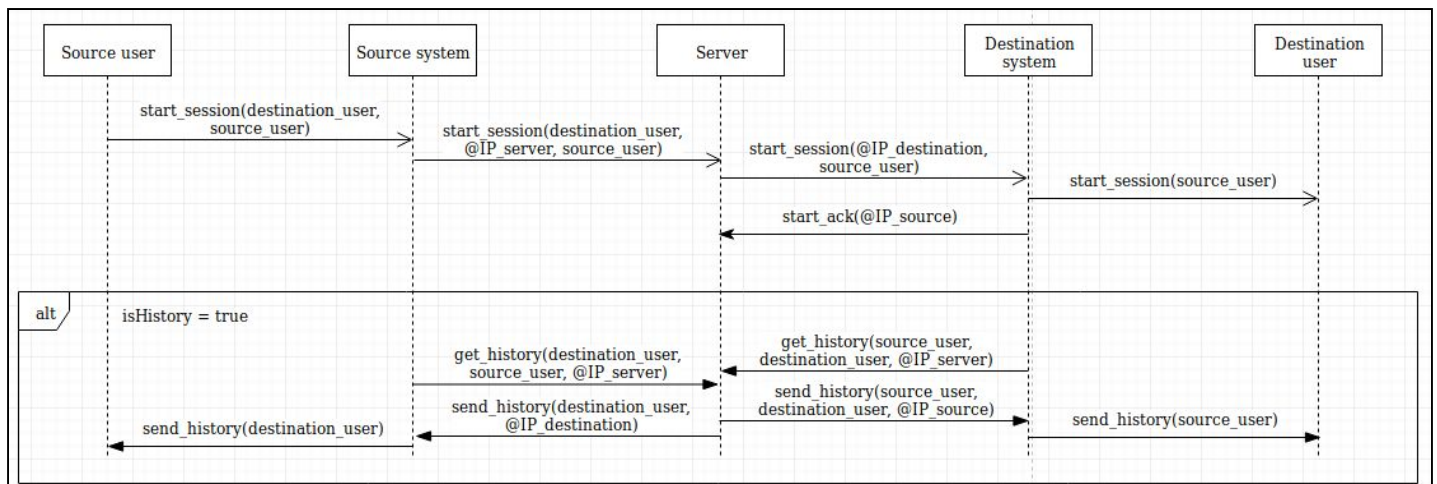 Source user
Source system
Server
Destination
system
Destination
user
start_session(destination_user,
source_user)
start_session(destination_user,
@IP_server, source_user)
start_session(@IP_destination,
source_user)
start_session(source_user)
start_ack(@IP_source)
alt
isHistory = true
get_history(source_user,
destination_user, @IP_server)
get_history(destination_user,
source_user, @IP_server)
send_history(source_user,
destination_user, @IP_source)
send_history(destination_user,
@IP_destination)
send_history(destination_user)
send_history(source_user)